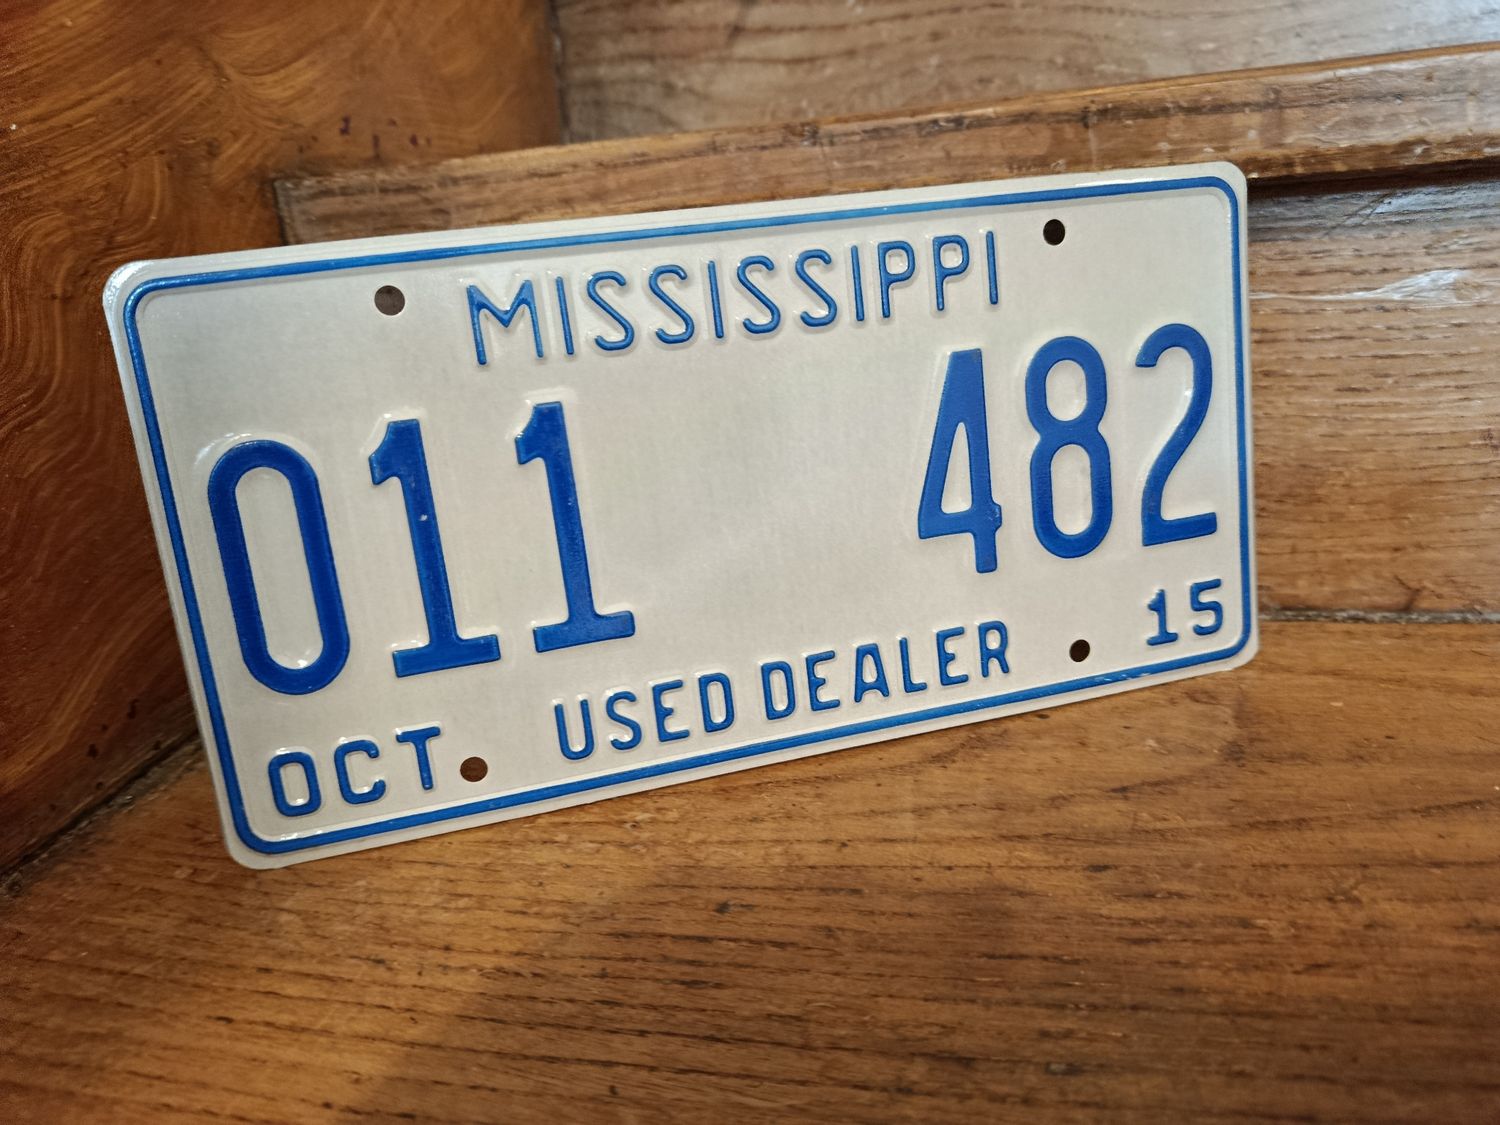 MISSISSIPPI
011 482
OCT USED DEALER 15